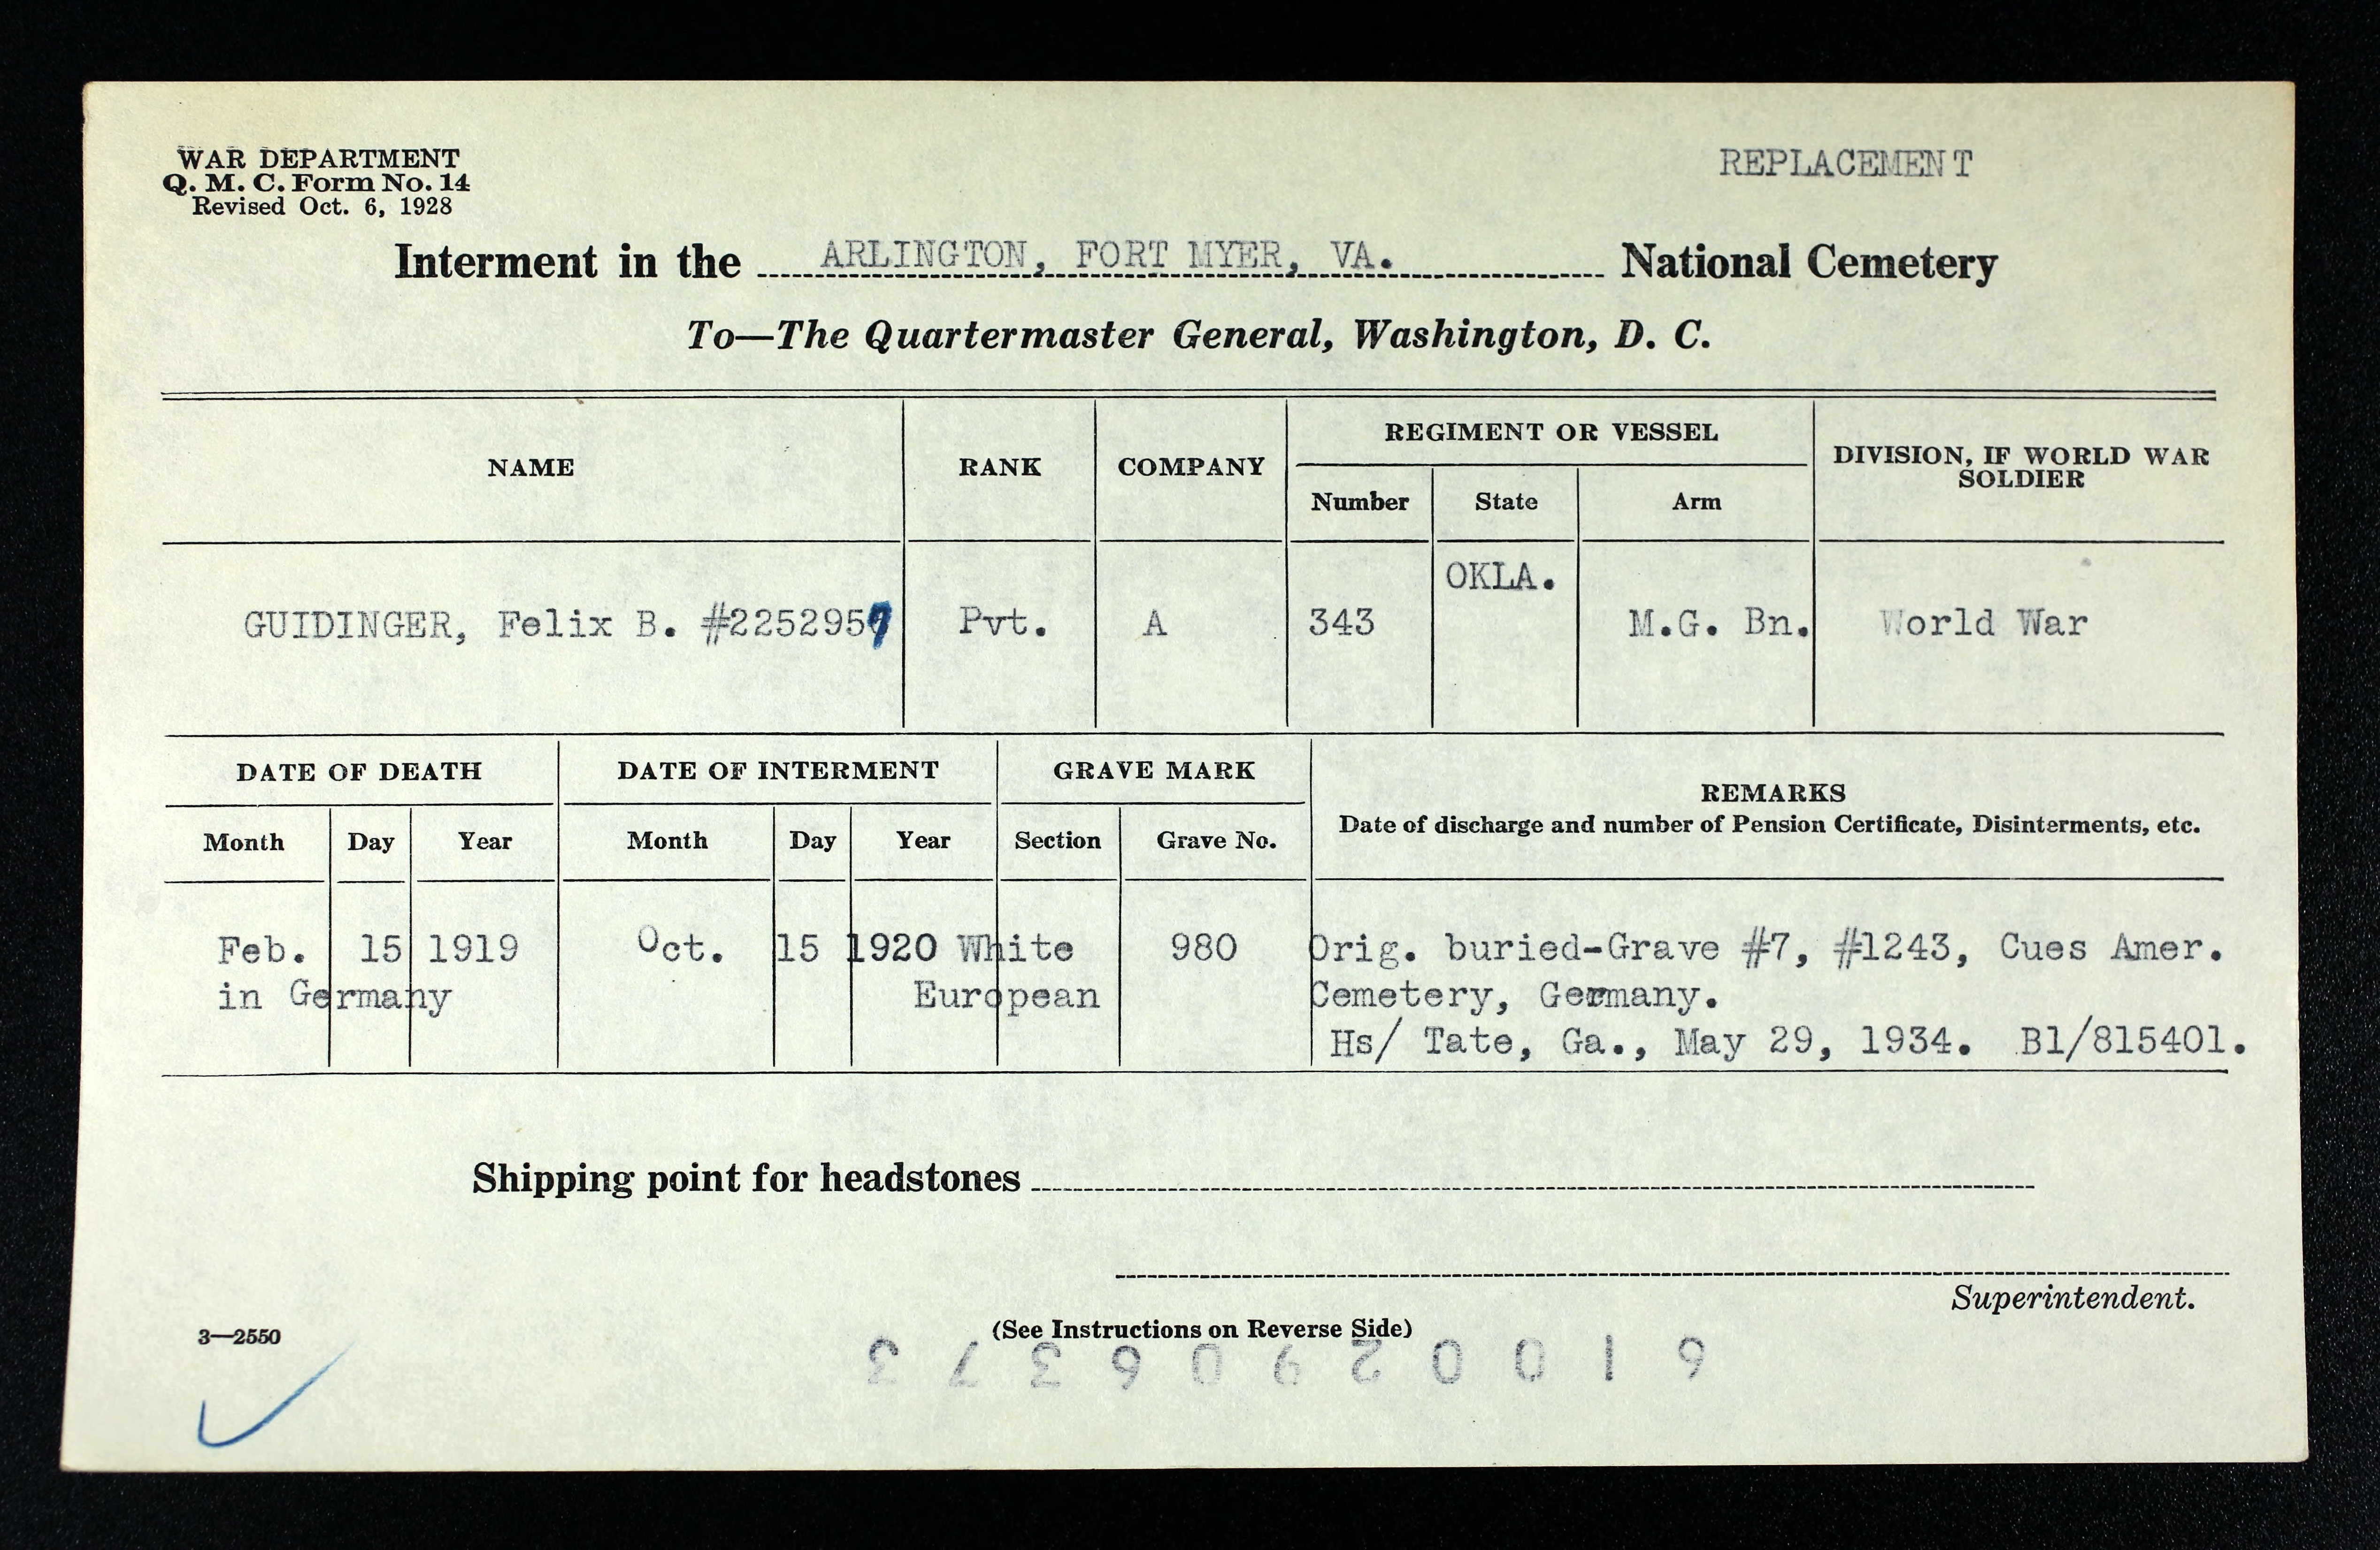 WAR DEPARTMENT
Q. M. C. Form No. 14
Revised Oct. 6, 1928
REPLACEMENT
Interment in the ARLINGTON, FORT MYER, VA. National Cemetery
To—The Quartermaster General, Washington, D. C.
NAME RANK COMPANY REGIMENT OR VESSEL DIVISION, IF WORLD WAR SOLDIER
Number State Arm
OKLA.
GUIDINGER, Felix B. #2252957 Pvt. A 343 M.G. Bn. World War
DATE OF DEATH DATE OF INTERMENT GRAVE MARK REMARKS
Date of discharge and number of Pension Certificate, Disinterments, etc.
Month Day Year Month Day Year Section Grave No.
Feb. 15 1919 Oct. 15 1920 White 980 Orig. buried-Grave #7, #1243, Cues Amer.
in Germany European Cemetery, Germany.
Hs/ Tate, Ga., May 29, 1934. Bl/815401.
Shipping point for headstones
Superintendent.
(See Instructions on Reverse Side)
3—2550